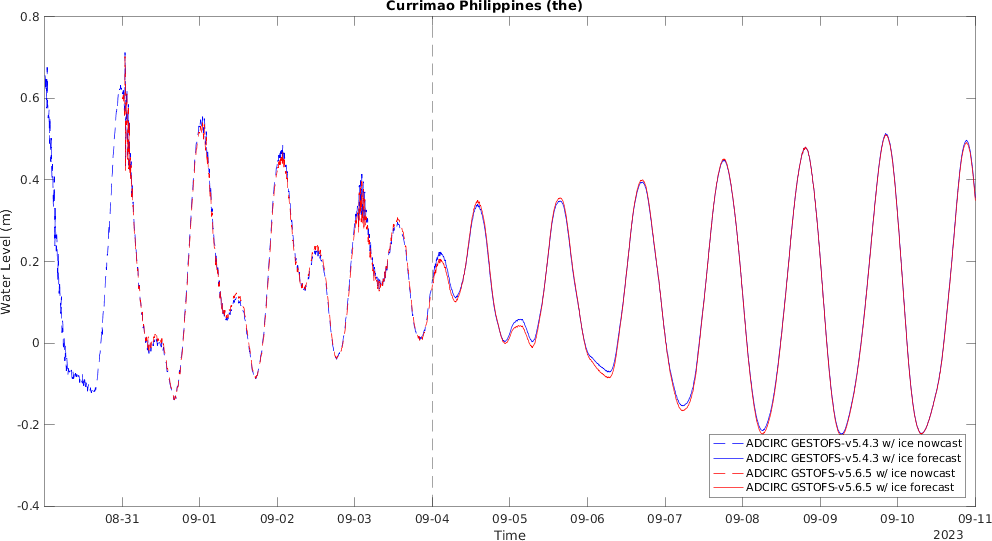 Currimao Philippines (the)
0.8
0.6
0.4
0.2
0
-0.2
-0.4
Water Level (m)
08-31 09-01 09-02 09-03 09-04 09-05 09-06 09-07 09-08 09-09 09-10 09-11
Time
2023
ADCIRC GESTOFS-v5.4.3 w/ ice nowcast
ADCIRC GESTOFS-v5.4.3 w/ ice forecast
ADCIRC GSTOFS-v5.6.5 w/ ice nowcast
ADCIRC GSTOFS-v5.6.5 w/ ice forecast